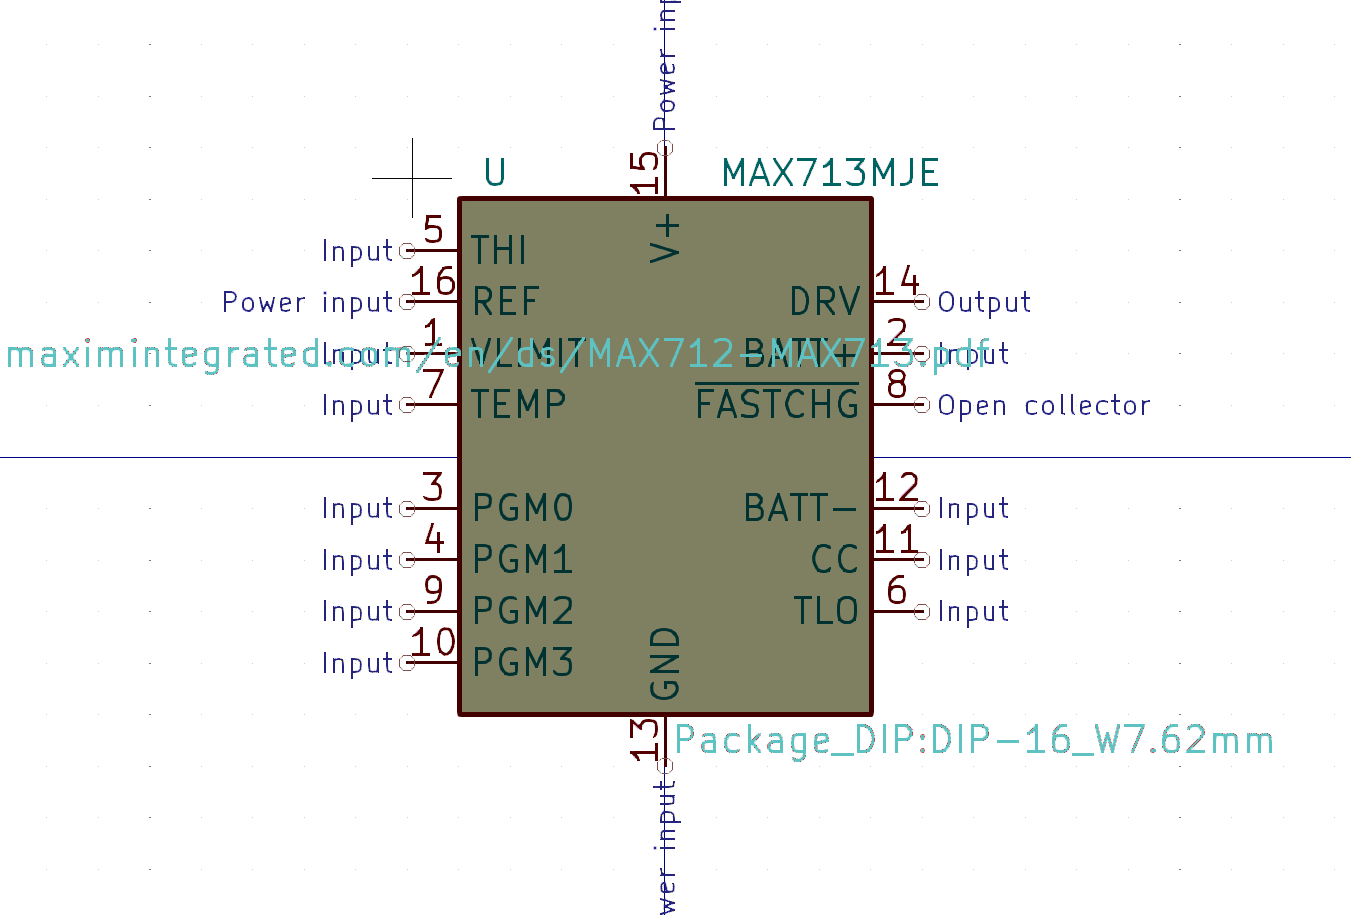 Power inp
15
U
MAX713MJE
V+
Input 5 THI
Power input 16 REF
DRV 14 Output
Input 1 VLIMIT
BATT+ 2 Input
maximintegrated.com/en/ds/MAX712-MAX713.pdf
Input 7 TEMP
FASTCHG 8 Open collector
Input 3 PGM0
BATT- 12 Input
Input 4 PGM1
CC 11 Input
Input 9 PGM2
TLO 6 Input
Input 10 PGM3
GND
13
Package_DIP:DIP-16_W7.62mm
wer input